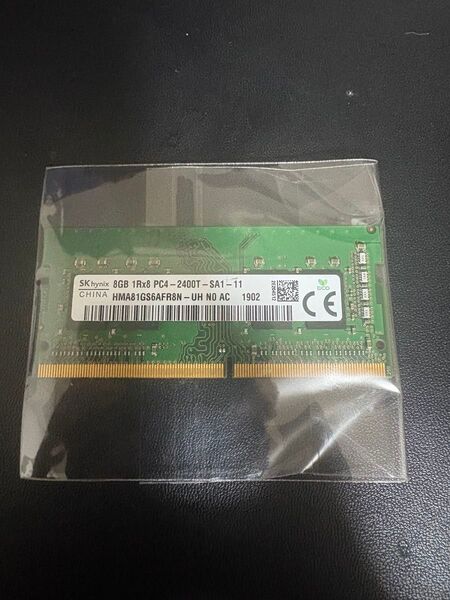 SK hynix 8GB 1Rx8 PC4-2400T-SA1-11
CHINA HMA81GS6AFR8N-UH N0 AC 1902
CE